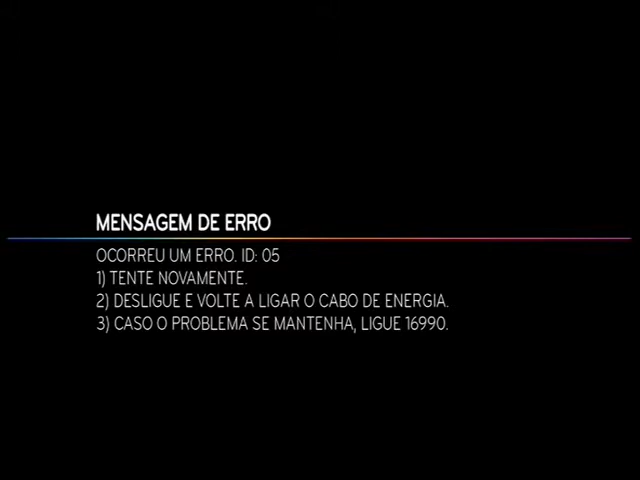 MENSAGEM DE ERRO
OCORREU UM ERRO. ID: 05
1) TENTE NOVAMENTE.
2) DESLIGUE E VOLTE A LIGAR O CABO DE ENERGIA.
3) CASO O PROBLEMA SE MANTENHA, LIGUE 16990.